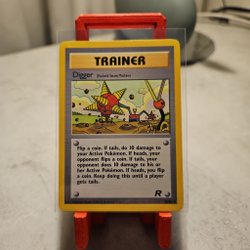 TRAINER
Digger
Flip a coin. If tails, do 10 damage to
your Active Pokémon. If heads, your
opponent flips a coin. If tails, your
opponent does 10 damage to his or
her Active Pokémon. If heads, you flip
a coin. Keep doing this until a player
gets tails.
R